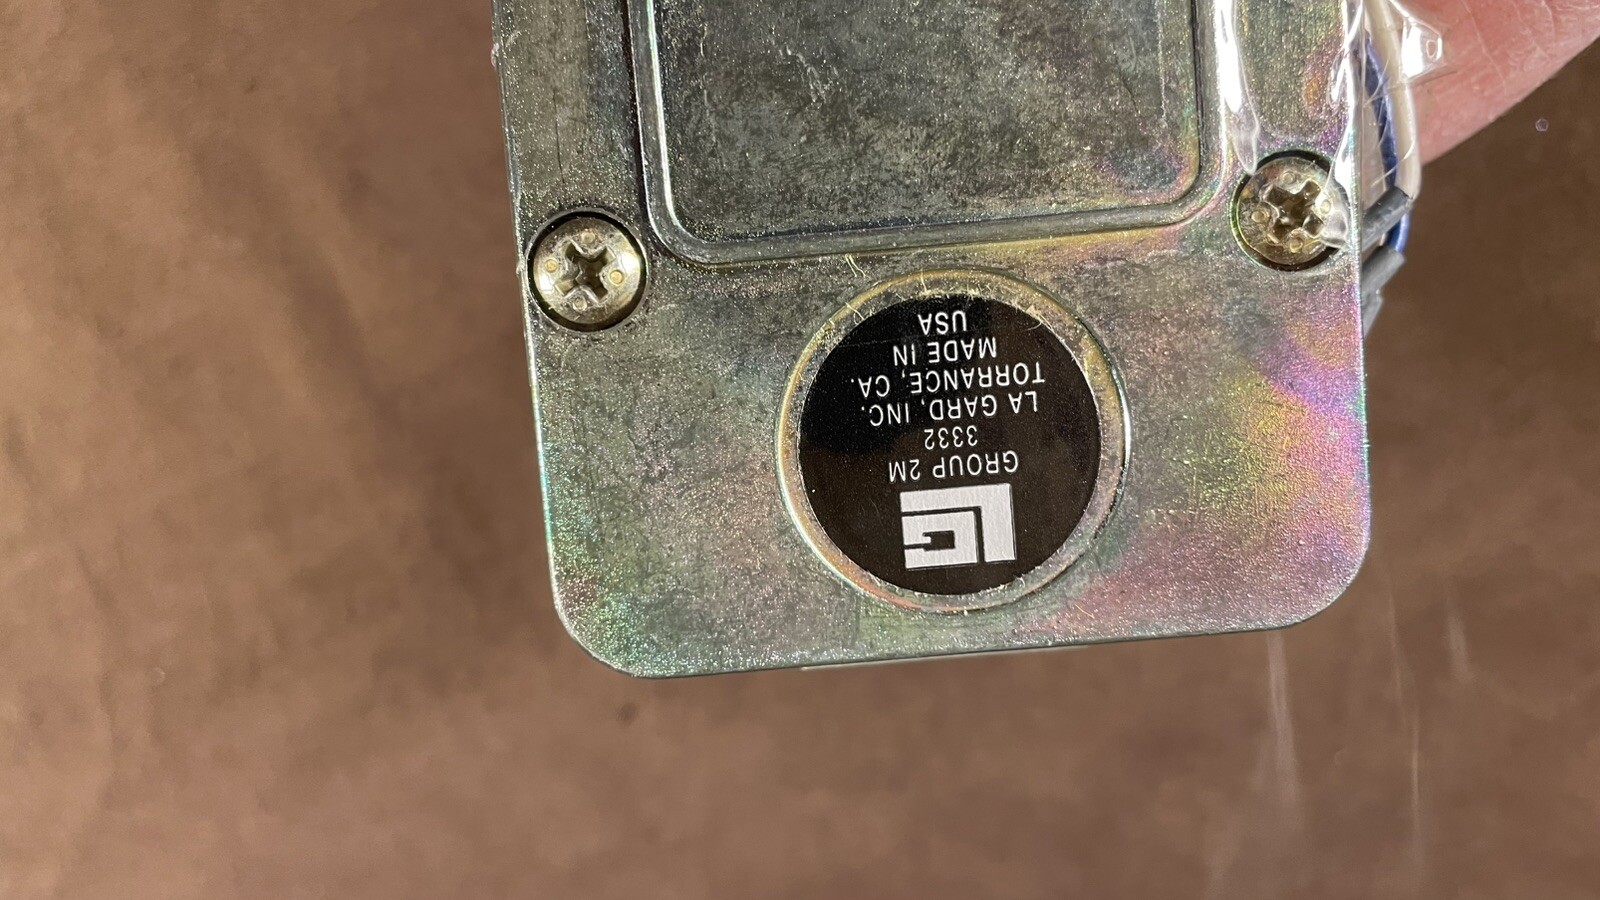 LG
GROUP 2M
3332
LA GARD, INC.
TORRANCE, CA.
MADE IN
USA